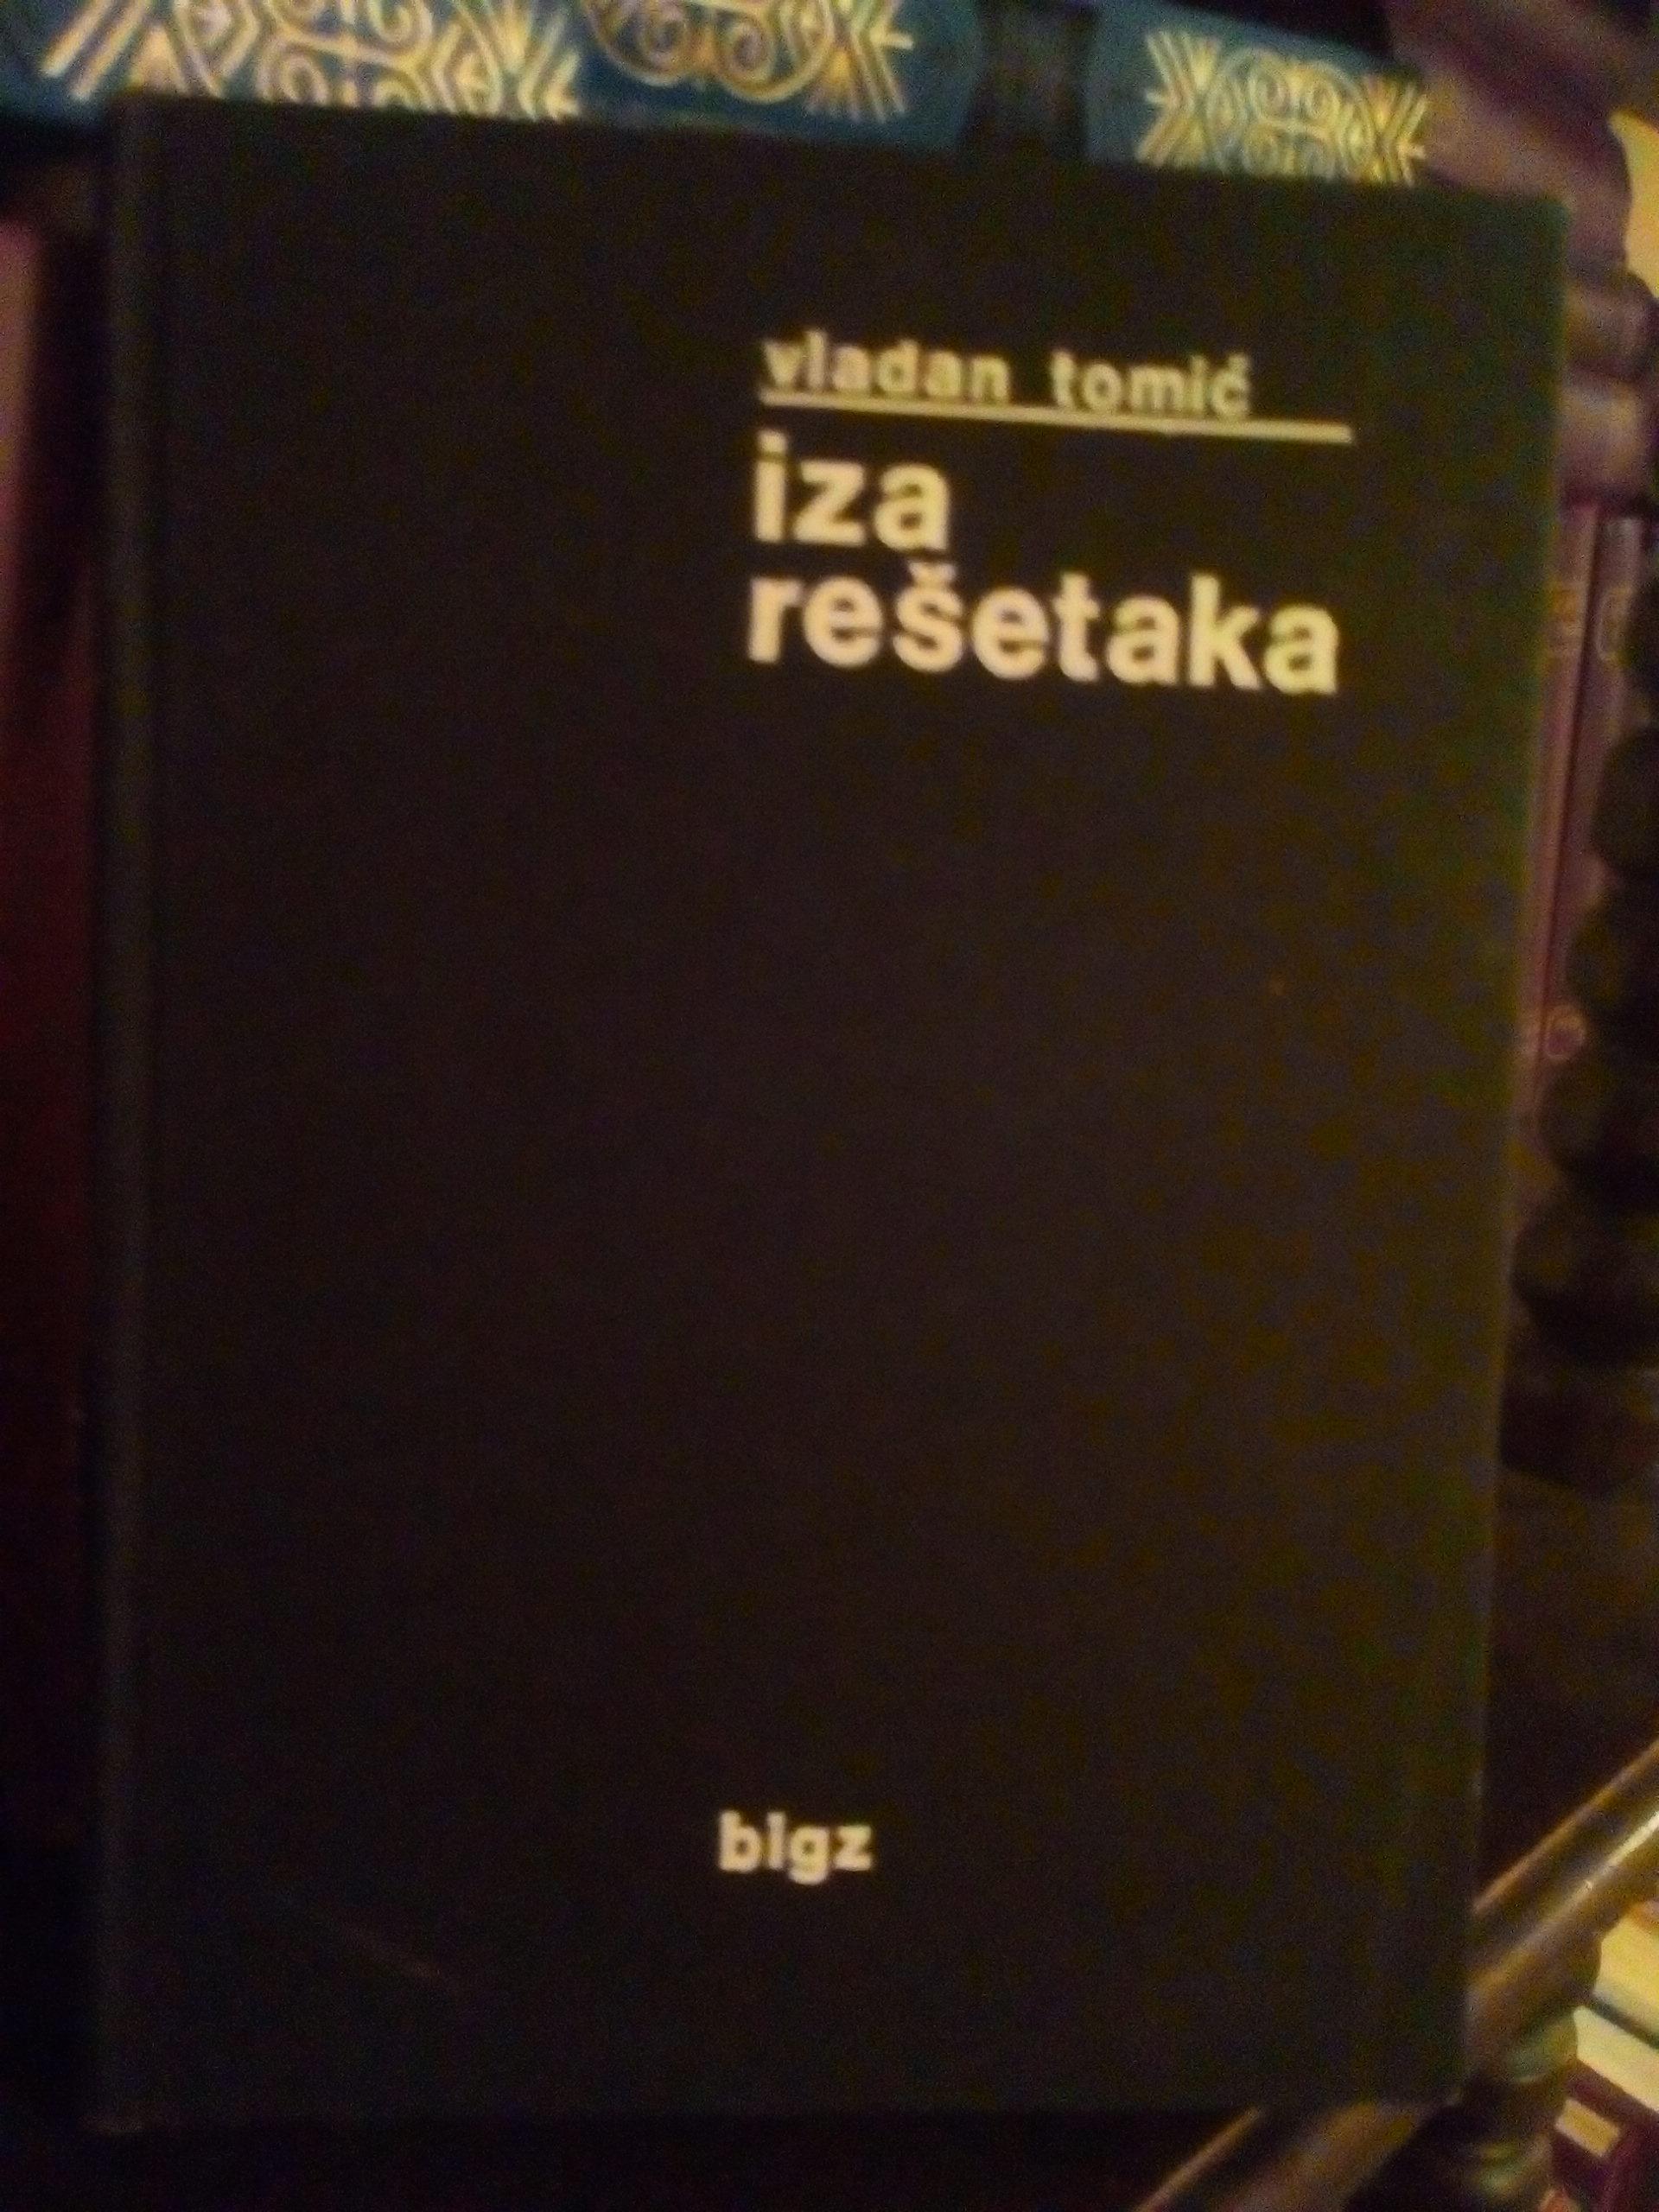 vladan tomić
iza
rešetaka
bigz